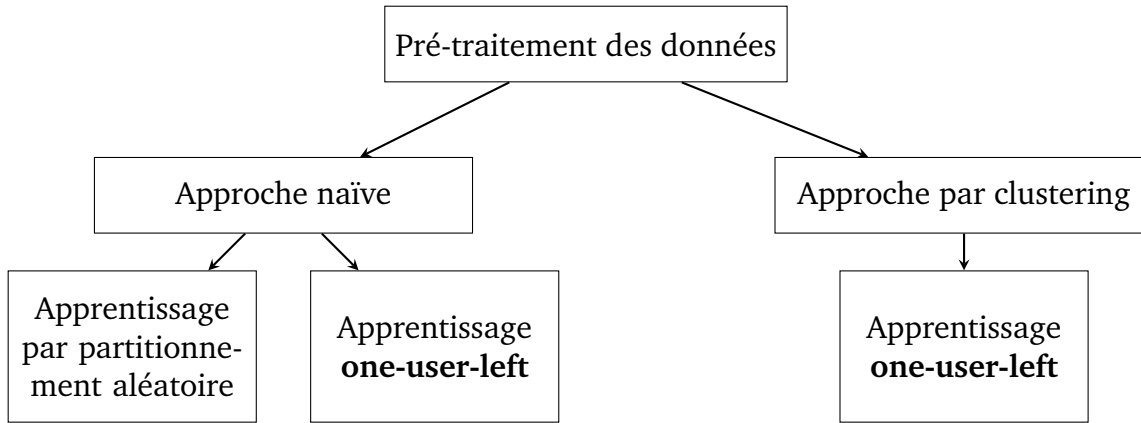 Pré-traitement des données
Approche naïve
Approche par clustering
Apprentissage
par partitionne-
ment aléatoire
Apprentissage
one-user-left
Apprentissage
one-user-left